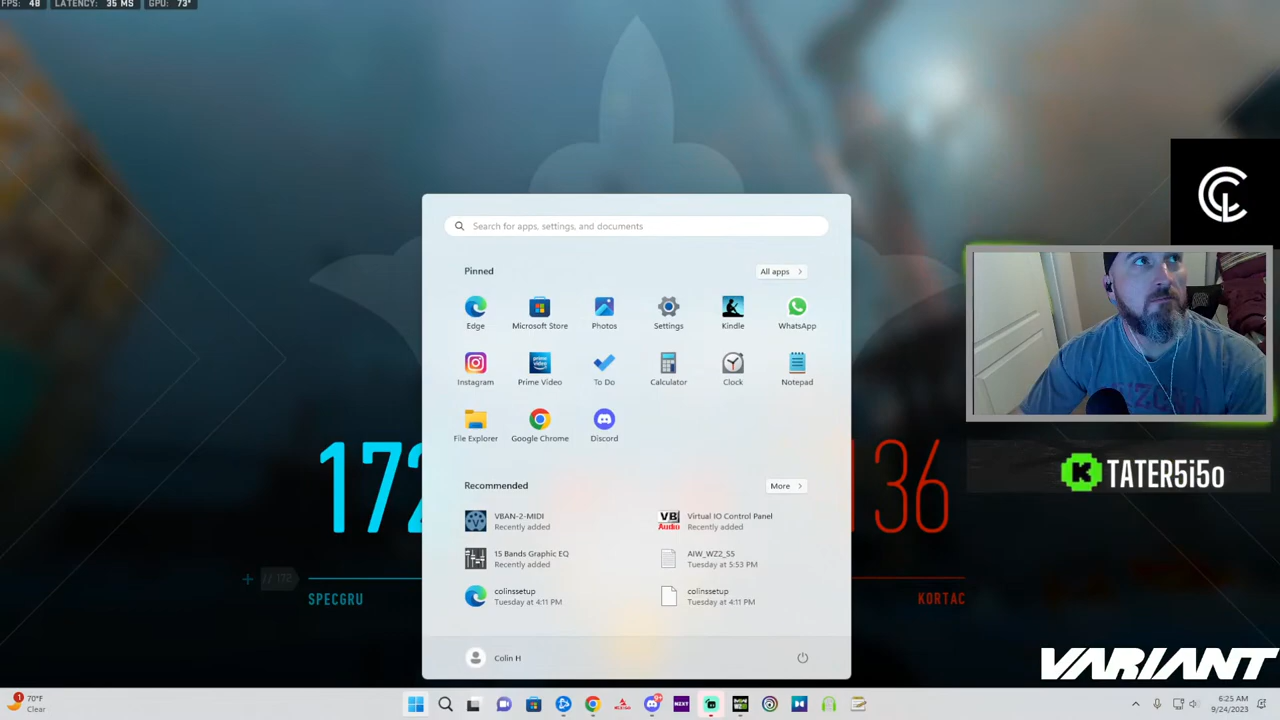 FPS: 48 LATENCY: 35 MS GPU: 73°
Search for apps, settings, and documents
Pinned
All apps
Edge
Microsoft Store
Photos
Settings
Kindle
WhatsApp
Instagram
Prime Video
To Do
Calculator
Clock
Notepad
File Explorer
Google Chrome
Discord
172
136
Recommended
More
VBAN-2-MIDI
Recently added
Virtual IO Control Panel
Recently added
15 Bands Graphic EQ
Recently added
AIW_WZ2_S5
Tuesday at 5:53 PM
colinssetup
Tuesday at 4:11 PM
colinssetup
Tuesday at 4:11 PM
// 172
SPECGRU
KORTAC
K TATER5i5o
Colin H
VARIANT
1
70°F
Clear
NZXT
6:25 AM
9/24/2023